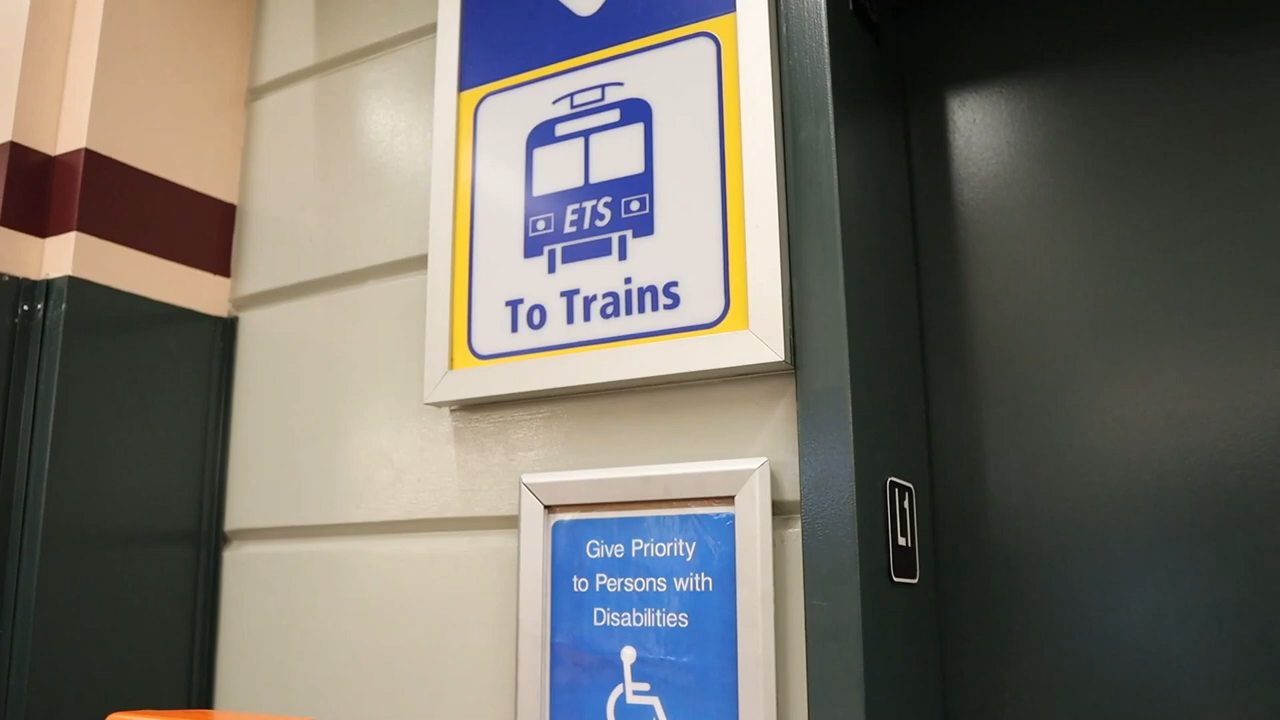 ETS
To Trains
Give Priority
to Persons with
Disabilities
L1